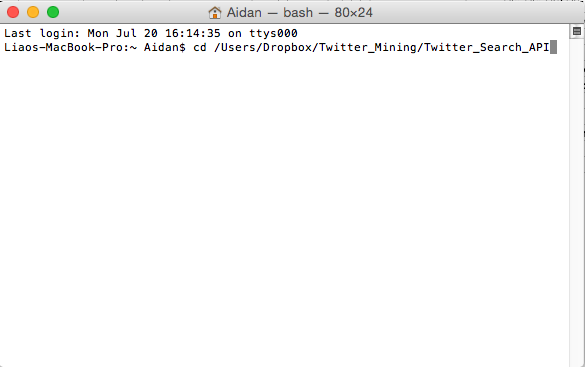 Aidan — bash — 80×24
Last login: Mon Jul 20 16:14:35 on ttys000
Liaos-MacBook-Pro:~ Aidan$ cd /Users/Dropbox/Twitter_Mining/Twitter_Search_API